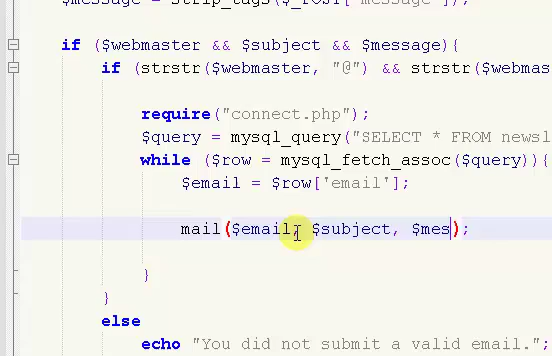 $message = strip_tags($_POST['message']);
if ($webmaster && $subject && $message){
if (strstr($webmaster, "@") && strstr($webmas
require("connect.php");
$query = mysql_query("SELECT * FROM newsl
while ($row = mysql_fetch_assoc($query)){
$email = $row['email'];
mail($email, $subject, $mes);
}
}
else
echo "You did not submit a valid email.";